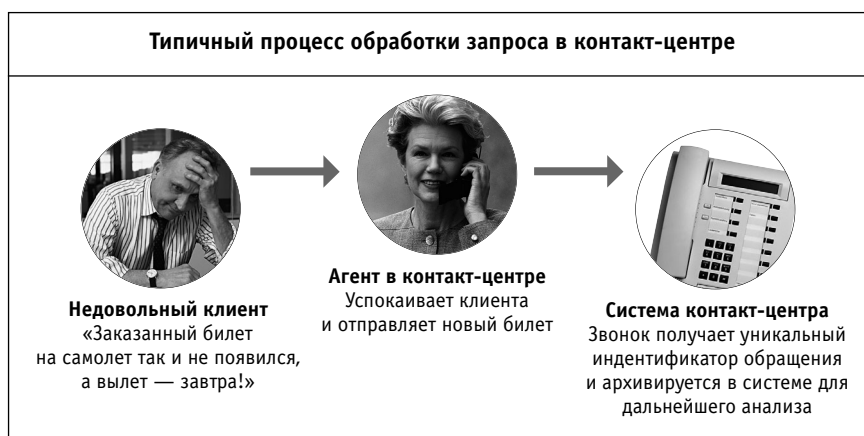 Типичный процесс обработки запроса в контакт-центре
Недовольный клиент
«Заказанный билет
на самолет так и не появился,
а вылет — завтра!»
Агент в контакт-центре
Успокаивает клиента
и отправляет новый билет
Система контакт-центра
Звонок получает уникальный
индентификатор обращения
и архивируется в системе для
дальнейшего анализа